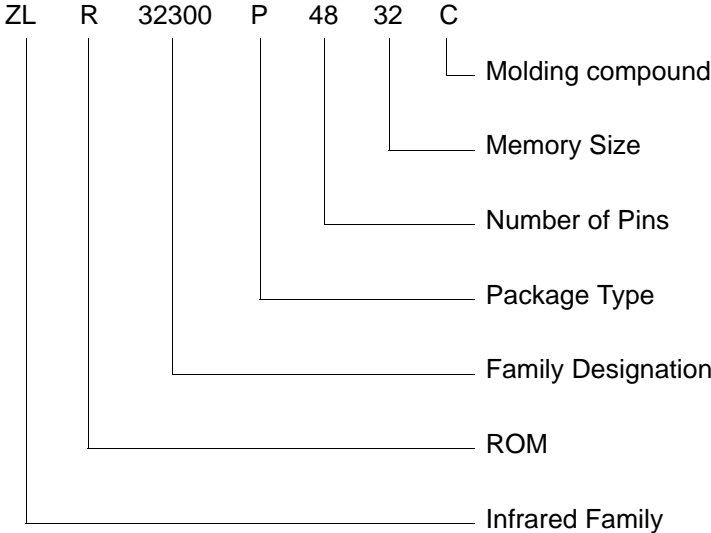 ZL R 32300 P 48 32 C
Molding compound
Memory Size
Number of Pins
Package Type
Family Designation
ROM
Infrared Family